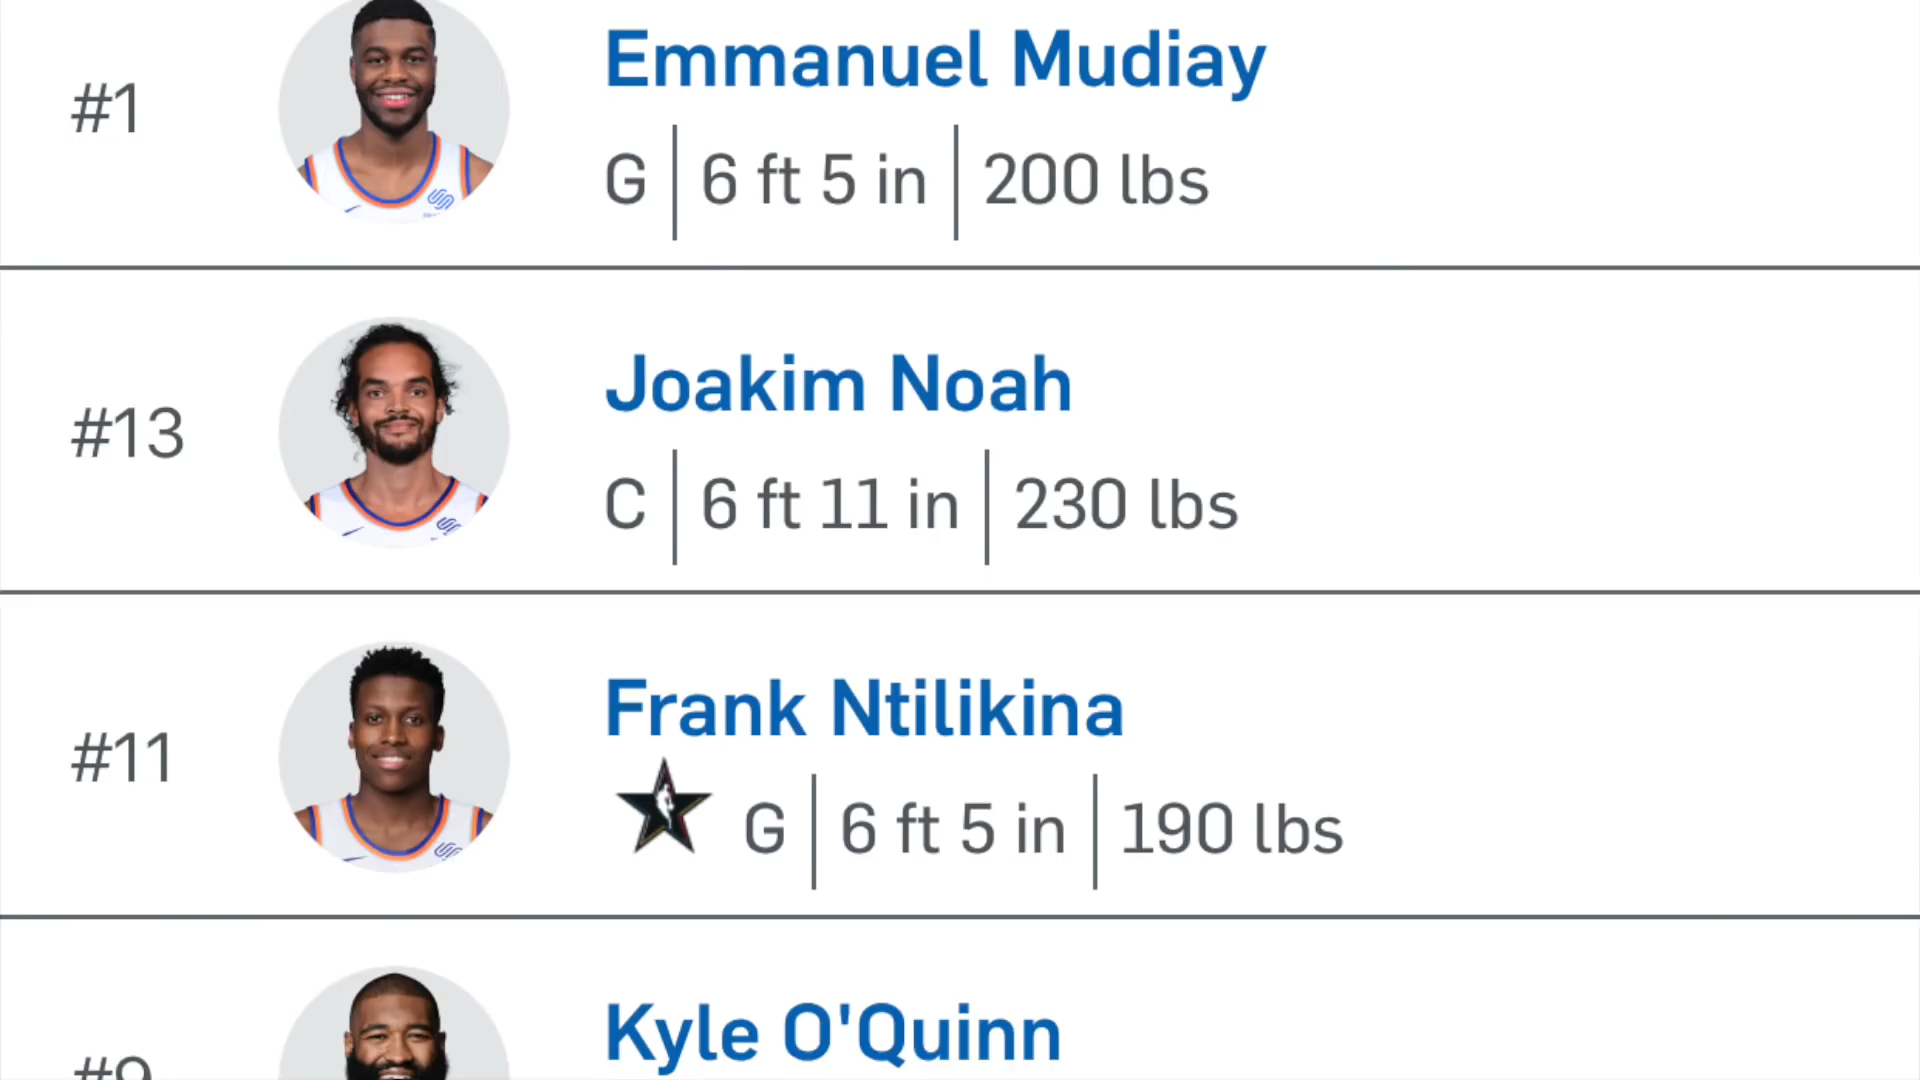 #1
Emmanuel Mudiay
G | 6 ft 5 in | 200 lbs
#13
Joakim Noah
C | 6 ft 11 in | 230 lbs
#11
Frank Ntilikina
G | 6 ft 5 in | 190 lbs
#9
Kyle O'Quinn